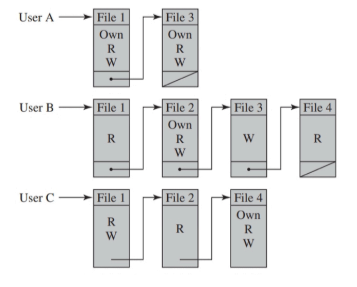 User A File 1 File 3
Own Own
R R
W W
User B File 1 File 2 File 3 File 4
Own
R R W R
W
User C File 1 File 2 File 4
R Own
W R R
W